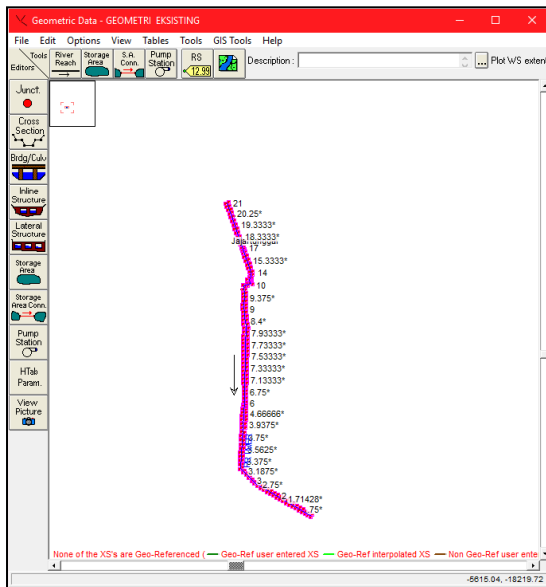 Geometric Data - GEOMETRI EKSISTING
File Edit Options View Tables Tools GIS Tools Help
Tools
Editors
River
Reach
Storage
Area
S.A.
Conn.
Pump
Station
RS
12.99
Description :
...
Plot WS extent
Junct.
Cross
Section
Brdg/Culv
Inline
Structure
Lateral
Structure
Storage
Area
Storage
Area Conn.
Pump
Station
HTab
Param.
View
Picture
21
20.25*
19.3333*
18.3333*
17
15.3333*
14
10
9.375*
9
8.4*
7.93333*
7.73333*
7.53333*
7.33333*
7.13333*
6.75*
6
4.66666*
3.9375*
.75*
.5625*
.375*
3.1875*
3
2.75*
2
1.71428*
.75*
None of the XS's are Geo-Referenced ( Geo-Ref user entered XS Geo-Ref interpolated XS Non Geo-Ref user ente
-5615.04, -18219.72